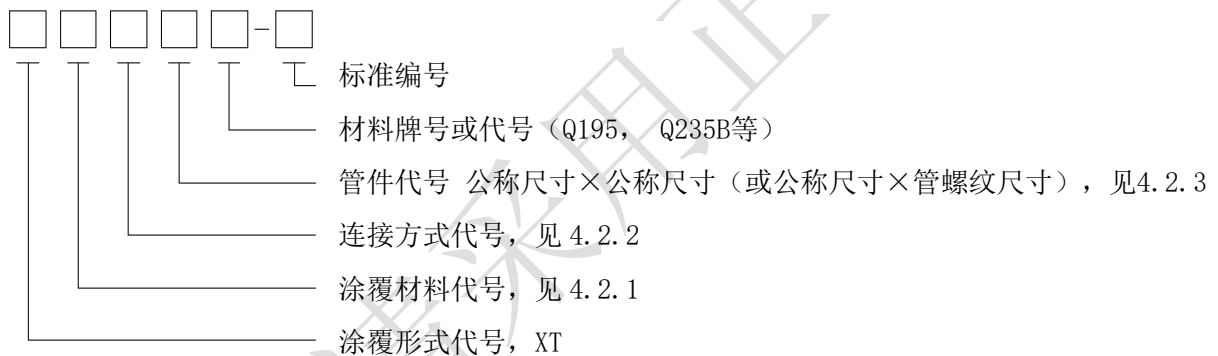 □□□□□-□
标准编号
材料牌号或代号（Q195， Q235B等）
管件代号 公称尺寸×公称尺寸（或公称尺寸×管螺纹尺寸），见4.2.3
连接方式代号，见 4.2.2
涂覆材料代号，见 4.2.1
涂覆形式代号，XT